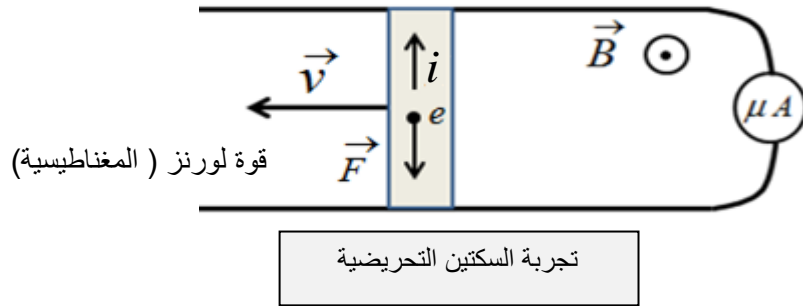 v
i
B
e
μA
F
قوة لورنز ( المغناطيسية)
تجربة السكتين التحريضية